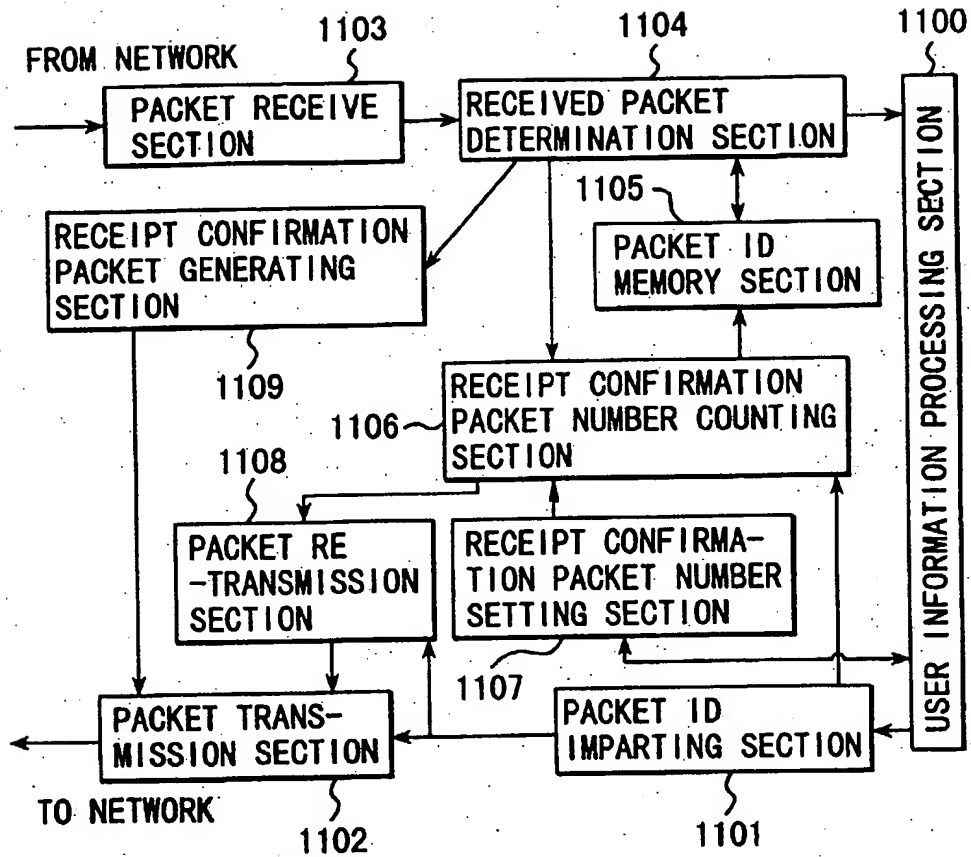 1103
1104
1100
FROM NETWORK
PACKET RECEIVE
SECTION
RECEIVED PACKET
DETERMINATION SECTION
USER INFORMATION PROCESSING SECTION
1105
RECEIPT CONFIRMATION
PACKET GENERATING
SECTION
PACKET ID
MEMORY SECTION
1109
RECEIPT CONFIRMATION
PACKET NUMBER COUNTING
SECTION
1106
1108
PACKET RE
-TRANSMISSION
SECTION
RECEIPT CONFIRMA-
TION PACKET NUMBER
SETTING SECTION
1107
PACKET TRANS-
MISSION SECTION
PACKET ID
IMPARTING SECTION
TO NETWORK
1102
1101